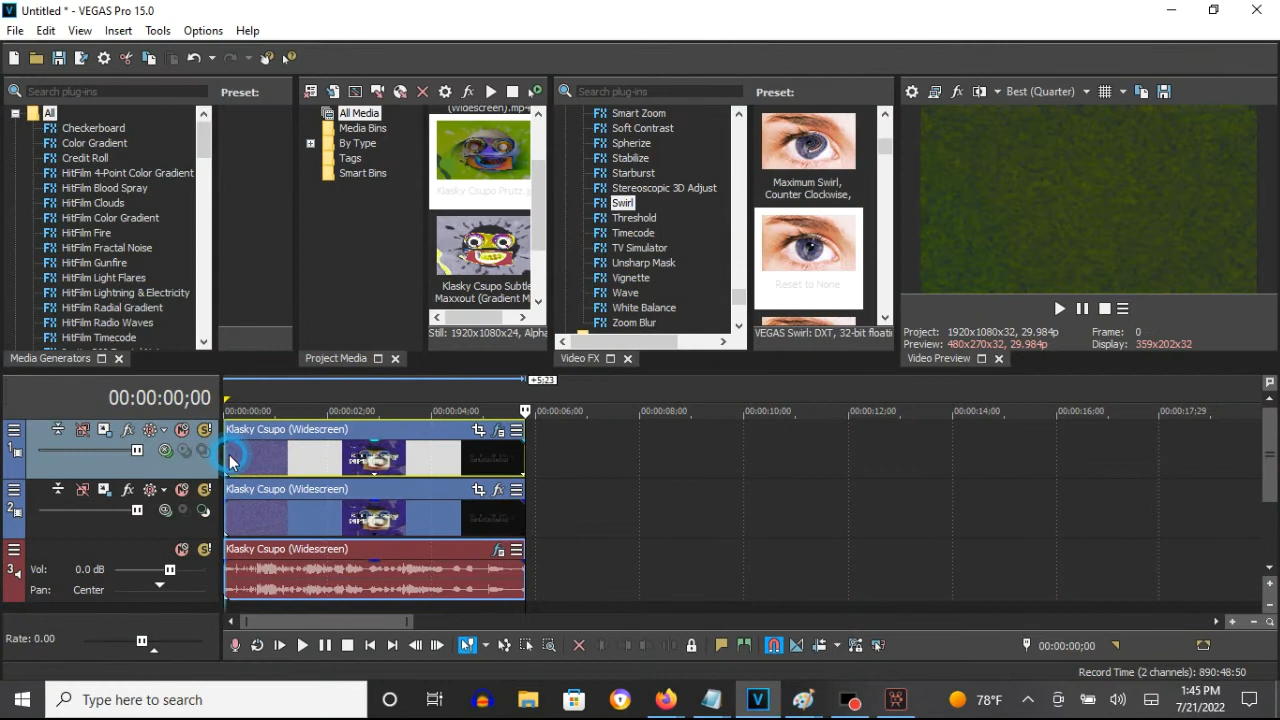 Untitled * - VEGAS Pro 15.0
File Edit View Insert Tools Options Help
Search plug-ins
Preset:
All
Checkerboard
Color Gradient
Credit Roll
HitFilm 4-Point Color Gradient
HitFilm Blood Spray
HitFilm Clouds
HitFilm Color Gradient
HitFilm Fire
HitFilm Fractal Noise
HitFilm Gunfire
HitFilm Light Flares
HitFilm Lightning & Electricity
HitFilm Radial Gradient
HitFilm Radio Waves
HitFilm Timecode
Media Generators
All Media
Media Bins
By Type
Tags
Smart Bins
(Widescreen).mp4
Klasky Csupo Prutz.
Klasky Csupo Subtle
Maxxout (Gradient M
Still: 1920x1080x24, Alpha
Project Media
Search plug-ins
Preset:
Smart Zoom
Soft Contrast
Spherize
Stabilize
Starburst
Stereoscopic 3D Adjust
Swirl
Threshold
Timecode
TV Simulator
Unsharp Mask
Vignette
Wave
White Balance
Zoom Blur
Maximum Swirl,
Counter Clockwise,
Reset to None
VEGAS Swirl: DXT, 32-bit floati
Video FX
Best (Quarter)
Project: 1920x1080x32, 29.984p
Frame: 0
Preview: 480x270x32, 29.984p
Display: 359x202x32
Video Preview
00:00:00;00
+5;23
00:00:00;00 00:00:02;00 00:00:04;00 00:00:06;00 00:00:08;00 00:00:10;00 00:00:12;00 00:00:14;00 00:00:16;00 00:00:17;29
1
Klasky Csupo (Widescreen)
2
Klasky Csupo (Widescreen)
3
Vol: 0.0 dB
Pan: Center
Klasky Csupo (Widescreen)
Rate: 0.00
00:00:00;00
Record Time (2 channels): 890:48:50
Type here to search
78°F
1:45 PM
7/21/2022